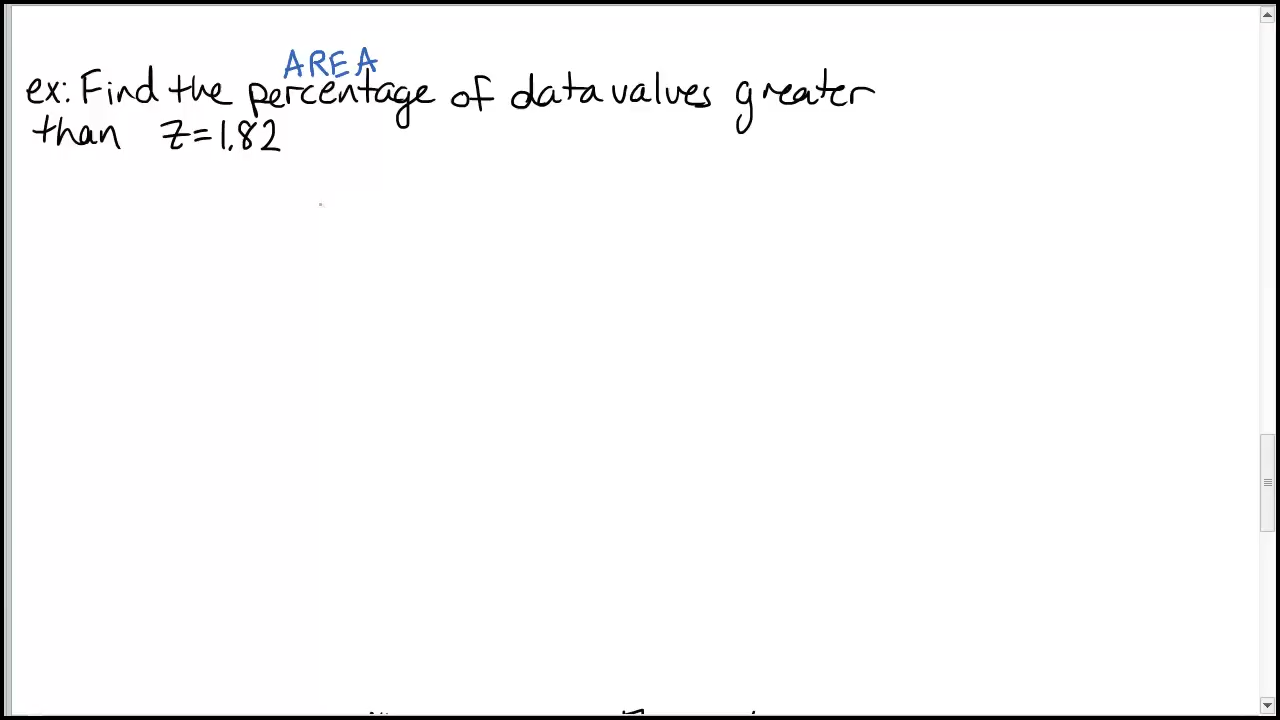 AREA
ex: Find the percentage of data values greater
than z=1.82